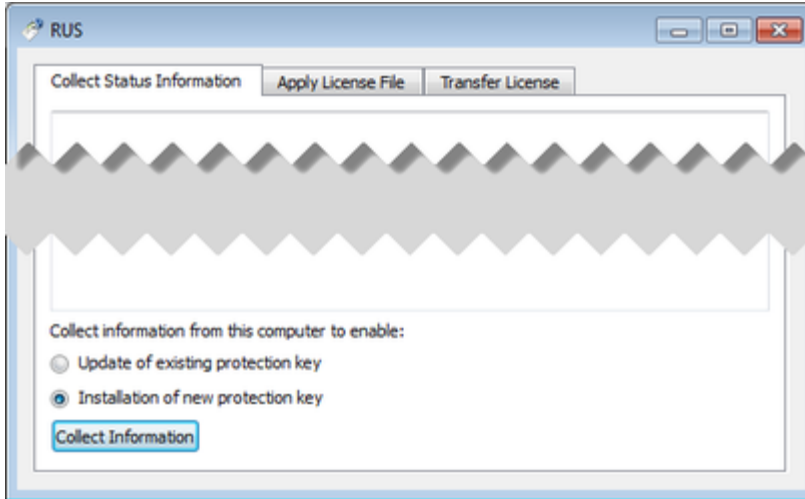 RUS
Collect Status Information Apply License File Transfer License
Collect information from this computer to enable:
Update of existing protection key
Installation of new protection key
Collect Information